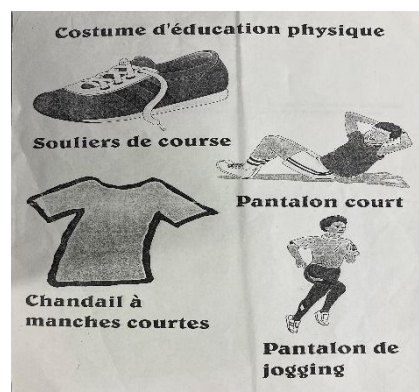 Costume d'éducation physique
Souliers de course
Pantalon court
Chandail à
manches courtes
Pantalon de
jogging